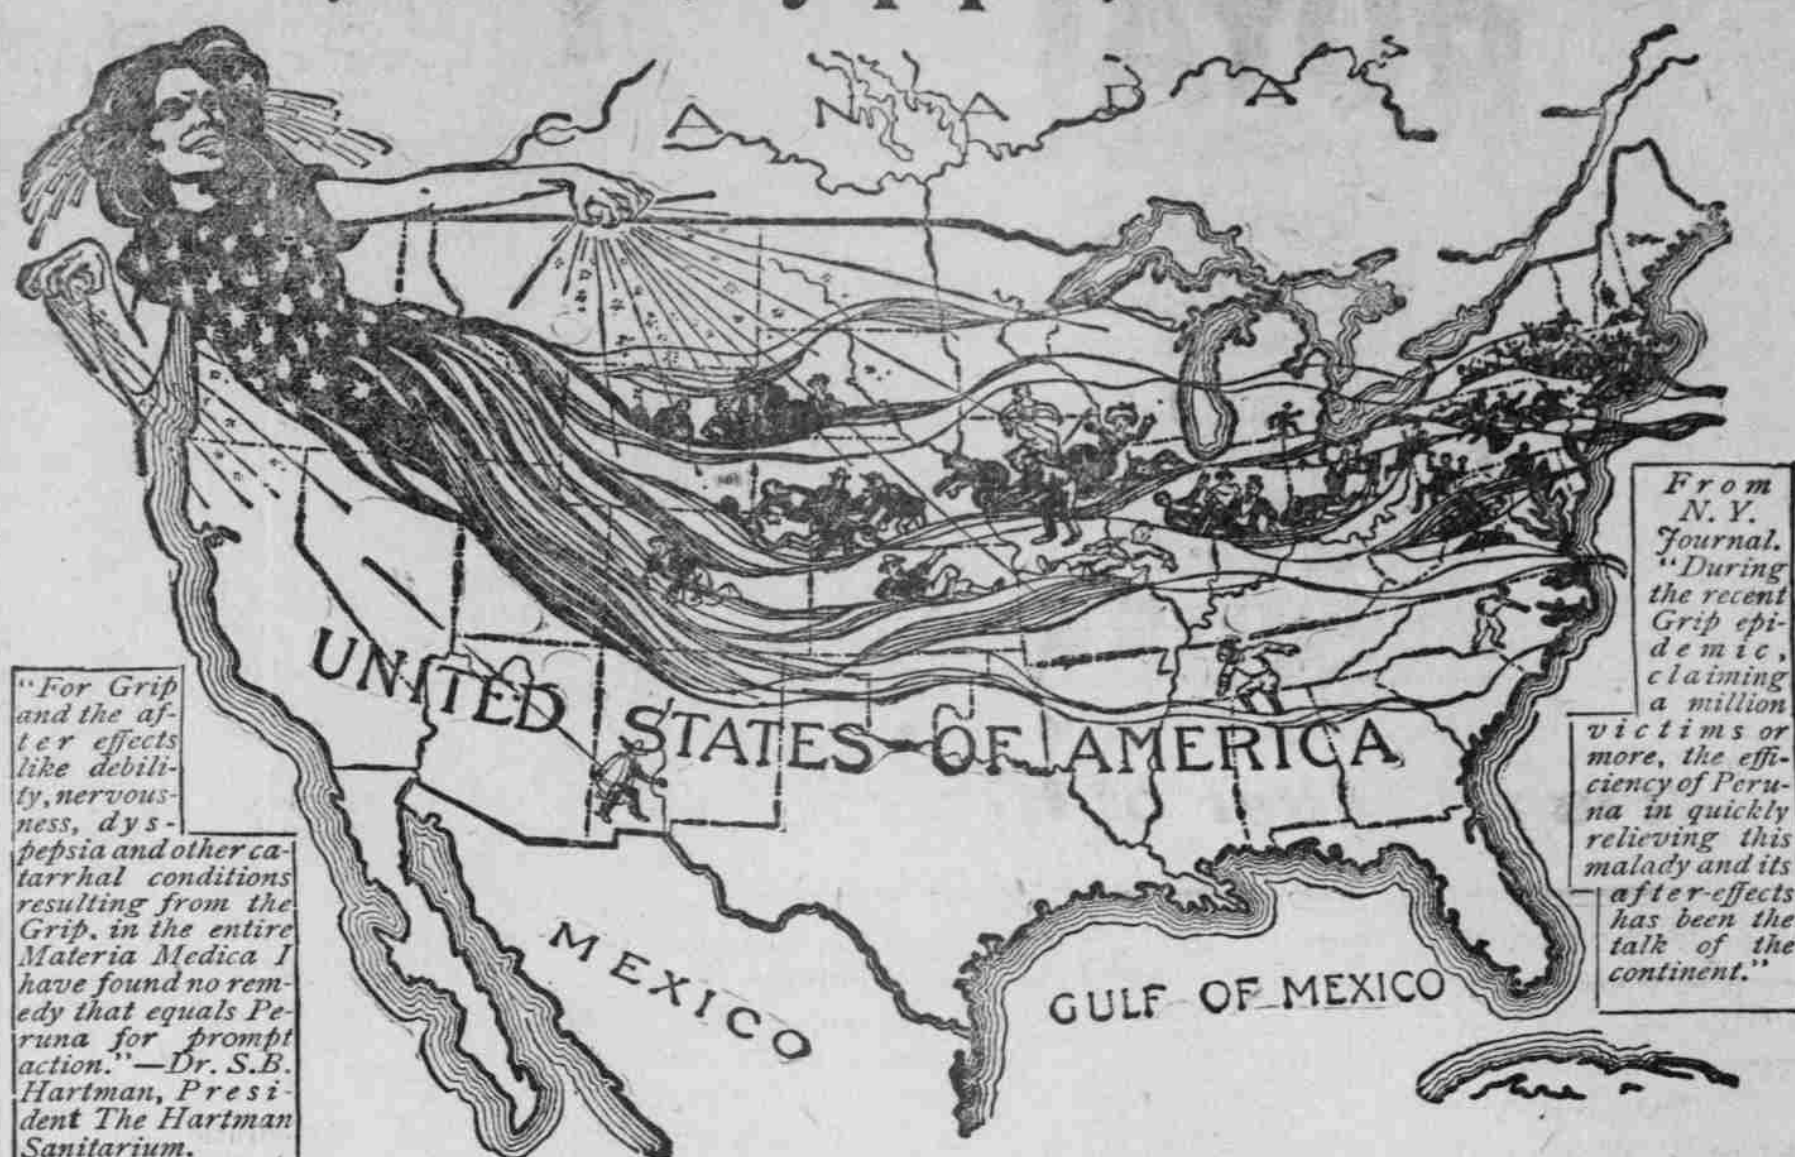 CANADA
UNITED STATES OF AMERICA
MEXICO
GULF OF MEXICO
"For Grip
and the af-
ter effects
like debili-
ty, nervous-
ness, dys-
pepsia and other ca-
tarrhal conditions
resulting from the
Grip, in the entire
Materia Medica I
have found no rem-
edy that equals Pe-
runa for prompt
action."—Dr. S.B.
Hartman, Presi-
dent The Hartman
Sanitarium.
From
N. Y.
Journal.
"During
the recent
Grip epi-
demic,
claiming
a million
victims or
more, the effi-
ciency of Peru-
na in quickly
relieving this
malady and its
after-effects
has been the
talk of the
continent."